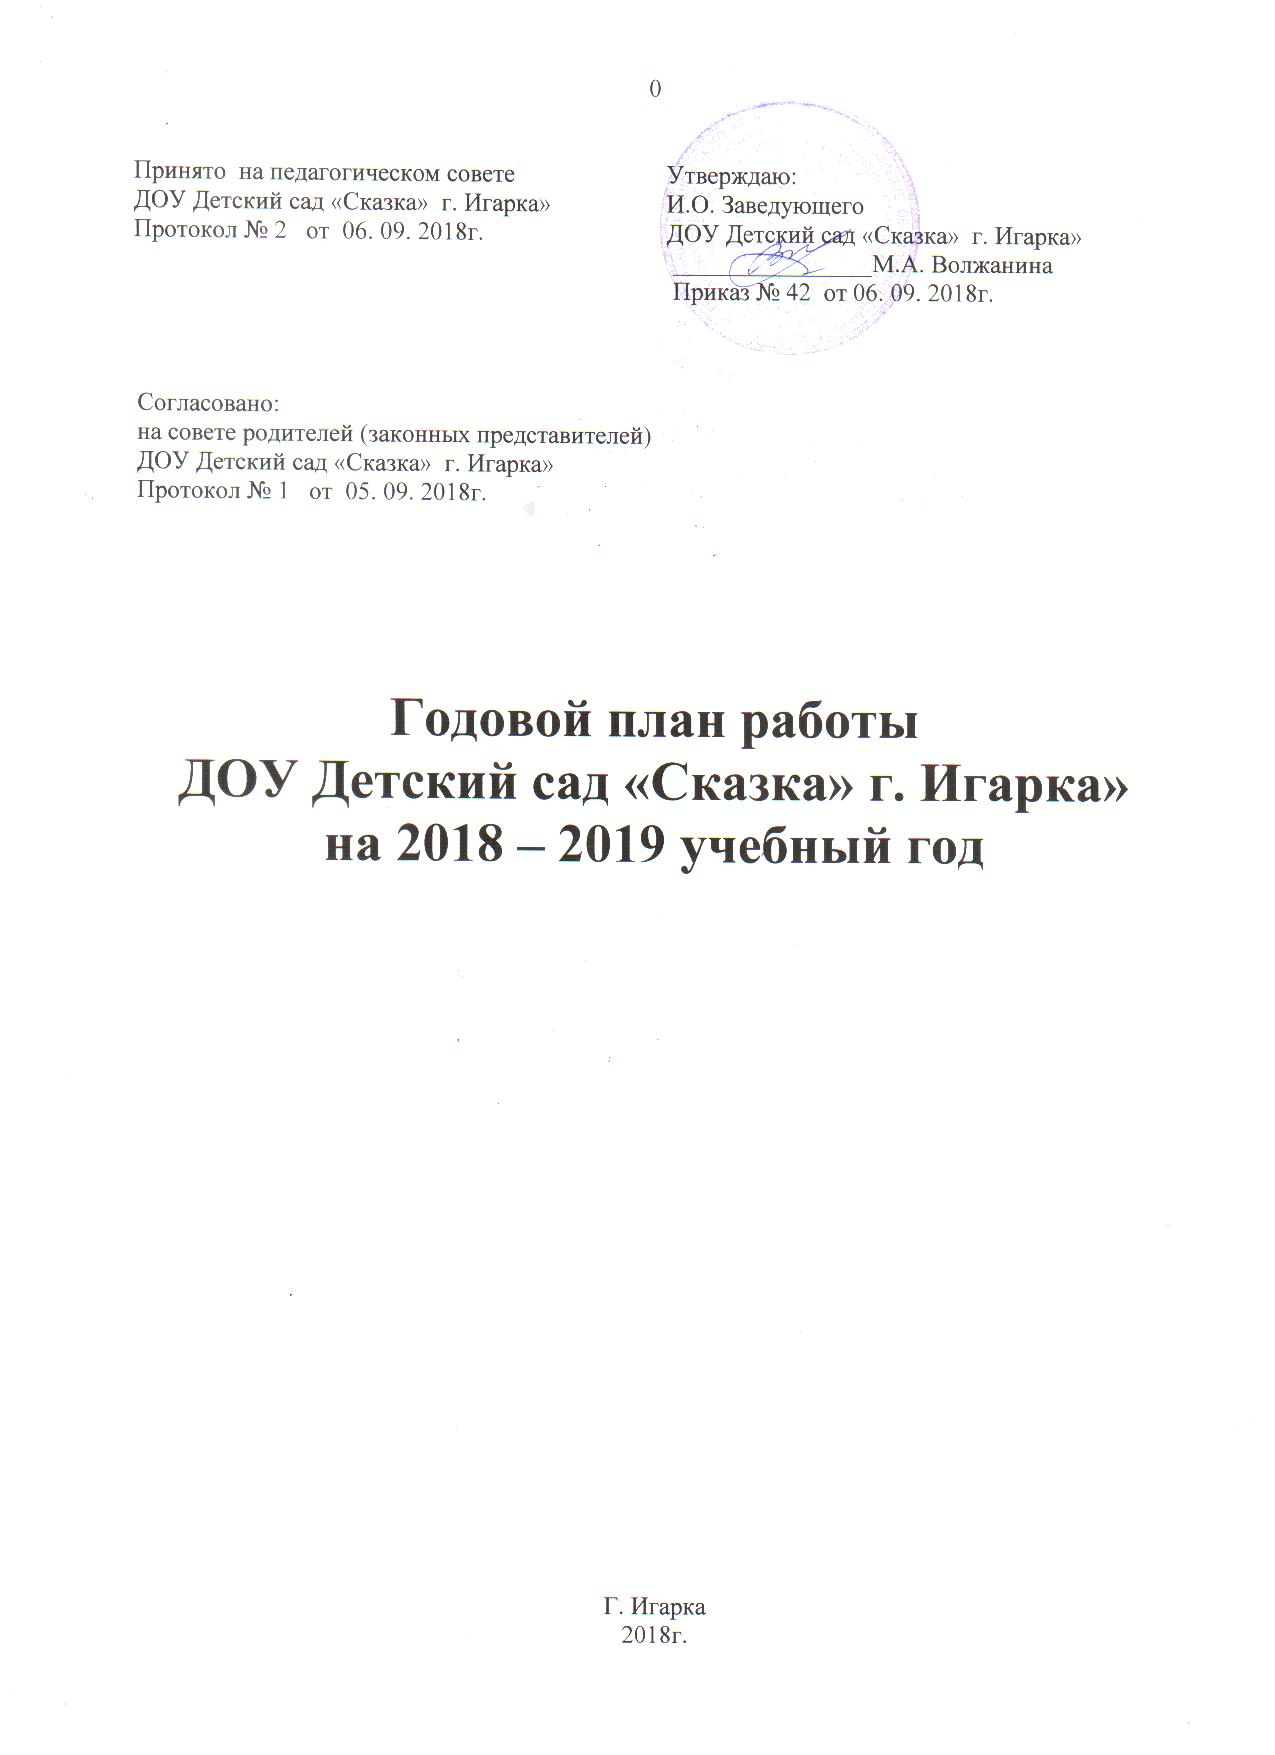 0
Принято на педагогическом совете
ДОУ Детский сад «Сказка» г. Игарка»
Протокол № 2 от 06. 09. 2018г.
Утверждаю:
И.О. Заведующего
ДОУ Детский сад «Сказка» г. Игарка»
________________М.А. Волжанина
Приказ № 42 от 06. 09. 2018г.
Согласовано:
на совете родителей (законных представителей)
ДОУ Детский сад «Сказка» г. Игарка»
Протокол № 1 от 05. 09. 2018г.
Годовой план работы
ДОУ Детский сад «Сказка» г. Игарка»
на 2018 – 2019 учебный год
Г. Игарка
2018г.